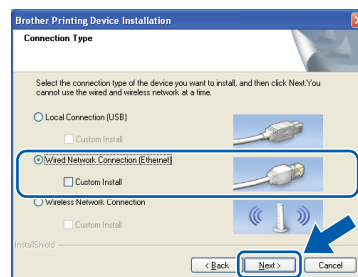 Brother Printing Device Installation
Connection Type
Select the connection type of the device you want to install, and then click Next.You
cannot use the wired and wireless network at a time.
Local Connection (USB)
Custom Install
Wired Network Connection (Ethernet)
Custom Install
Wireless Network Connection
Custom Install
InstallShield
< Back
Next >
Cancel